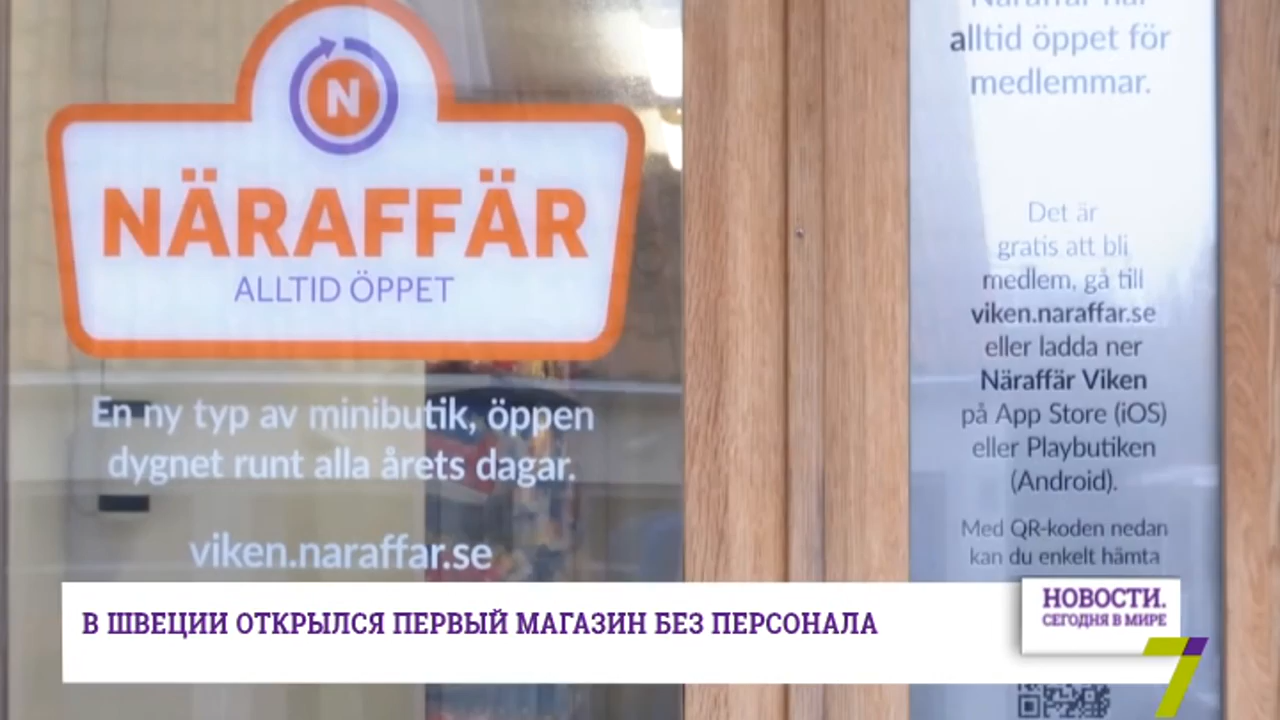 N
NÄRAFFÄR
ALLTID ÖPPET
En ny typ av minibutik, öppen
dygnet runt alla årets dagar.
viken.naraffar.se
Näraffär har
alltid öppet för
medlemmar.
Det är
gratis att bli
medlem, gå till
viken.naraffar.se
eller ladda ner
Näraffär Viken
på App Store (iOS)
eller Playbutiken
(Android).
Med QR-koden nedan
kan du enkelt hämta
В ШВЕЦИИ ОТКРЫЛСЯ ПЕРВЫЙ МАГАЗИН БЕЗ ПЕРСОНАЛА
НОВОСТИ.
СЕГОДНЯ В МИРЕ
7